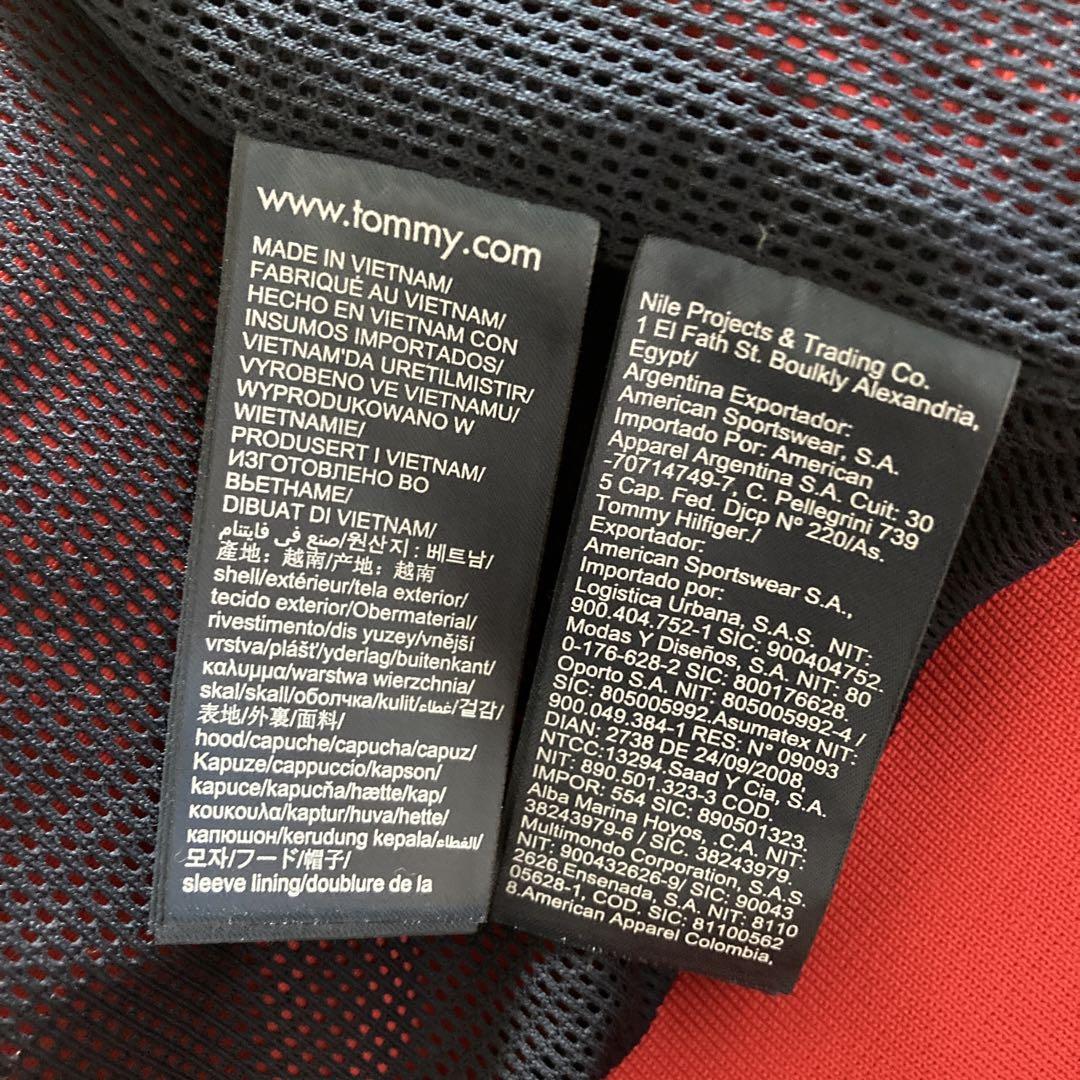 www.tommy.com
MADE IN VIETNAM/
FABRIQUÉ AU VIETNAM/
HECHO EN VIETNAM CON
INSUMOS IMPORTADOS/
VIETNAM'DA URETILMISTIR/
VYROBENO VE VIETNAMU/
WYPRODUKOWANO W
WIETNAMIE/
PRODUSERT I VIETNAM/
ИЗГОТОВЛЕНО ВО
ВЬЕТНАМЕ/
DIBUAT DI VIETNAM/
صنع في فايتنام/원산지 : 베트남/
產地：越南/产地：越南
shell/extérieur/tela exterior/
tecido exterior/Obermaterial/
rivestimento/dis yuzey/vnější
vrstva/plášť/yderlag/buitenkant/
καλυμμα/warstwa wierzchnia/
skal/skall/оболчка/kulit/غطاء/겉감/
表地/外裏/面料/
hood/capuche/capucha/capuz/
Kapuze/cappuccio/kapson/
kapuce/kapucňa/hætte/kap/
κουκουλα/kaptur/huva/hette/
капюшон/kerudung kepala/الغطاء/
모자/フード/帽子/
sleeve lining/doublure de la
Nile Projects & Trading Co.
1 El Fath St. Boulkly Alexandria,
Egypt/
Argentina Exportador:
American Sportswear, S.A.
Importado Por: American
Apparel Argentina S.A. Cuit: 30
-70714749-7, C. Pellegrini 739
5 Cap. Fed. Djcp Nº 220/As.
Tommy Hilfiger./
Exportador:
American Sportswear S.A.,
Importado por:
Logistica Urbana, S.A.S. NIT:
900.404.752-1 SIC: 900404752.
Modas Y Diseños, S.A. NIT: 80
0-176-628-2 SIC: 800176628.
Oporto S.A. NIT: 805005992-4 /
SIC: 805005992.Asumatex NIT:
900.049.384-1 RES: N° 09093
DIAN: 2738 DE 24/09/2008,
NTCC:13294.Saad Y Cia, S.A.
NIT: 890.501.323-3 COD.
IMPOR: 554 SIC: 890501323.
Alba Marina Hoyos, .C.A, NIT:
38243979-6 / SIC. 38243979,
Multimondo Corporation, S.A.S.
NIT: 900432626-9/ SIC: 90043
2626.Ensenada, S.A. NIT: 8110
05628-1, COD. SIC: 81100562
8.American Apparel Colombia,